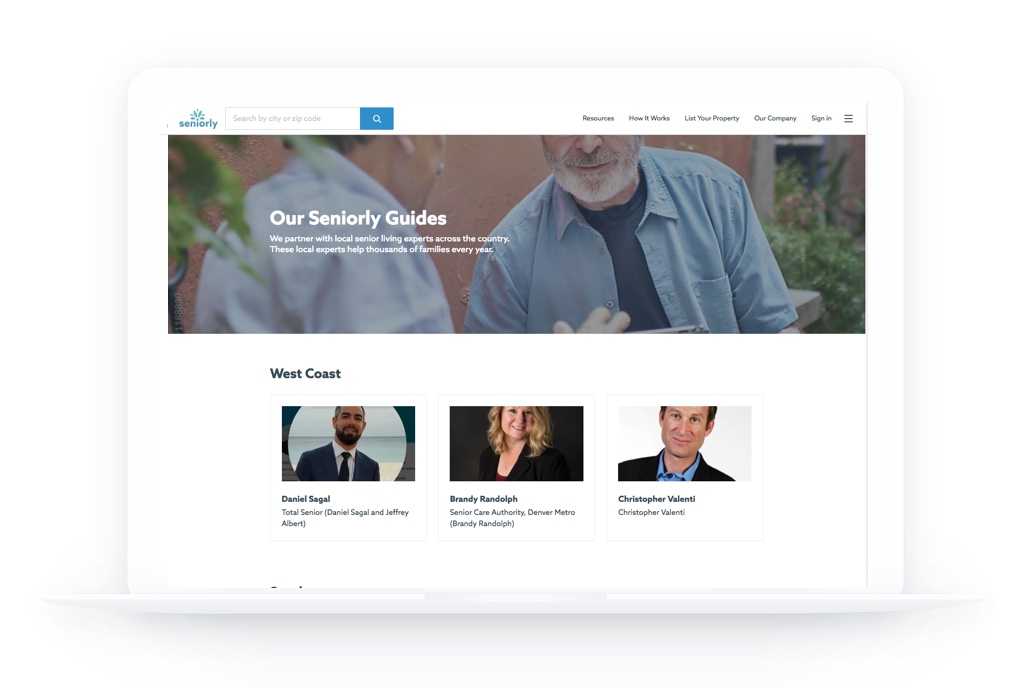 seniorly
Search by city or zip code
Resources
How It Works
List Your Property
Our Company
Sign in
Our Seniorly Guides
We partner with local senior living experts across the country.
These local experts help thousands of families every year.
West Coast
Daniel Sagal
Total Senior (Daniel Sagal and Jeffrey
Albert)
Brandy Randolph
Senior Care Authority, Denver Metro
(Brandy Randolph)
Christopher Valenti
Christopher Valenti